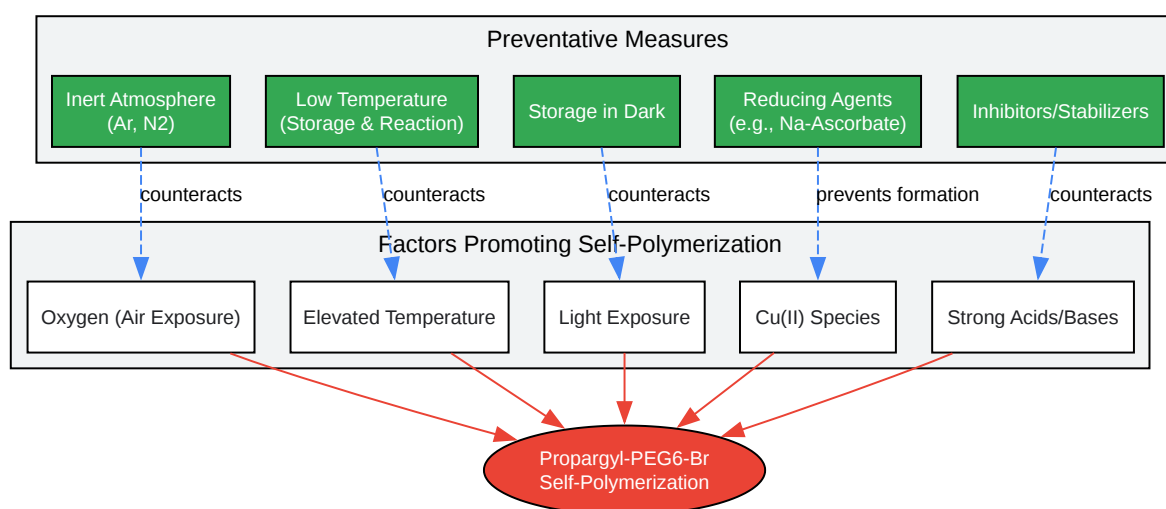 Preventative Measures
Inert Atmosphere
(Ar, N2)
Low Temperature
(Storage & Reaction)
Storage in Dark
Reducing Agents
(e.g., Na-Ascorbate)
Inhibitors/Stabilizers
counteracts
counteracts
counteracts
prevents formation
counteracts
Factors Promoting Self-Polymerization
Oxygen (Air Exposure)
Elevated Temperature
Light Exposure
Cu(II) Species
Strong Acids/Bases
Propargyl-PEG6-Br
Self-Polymerization